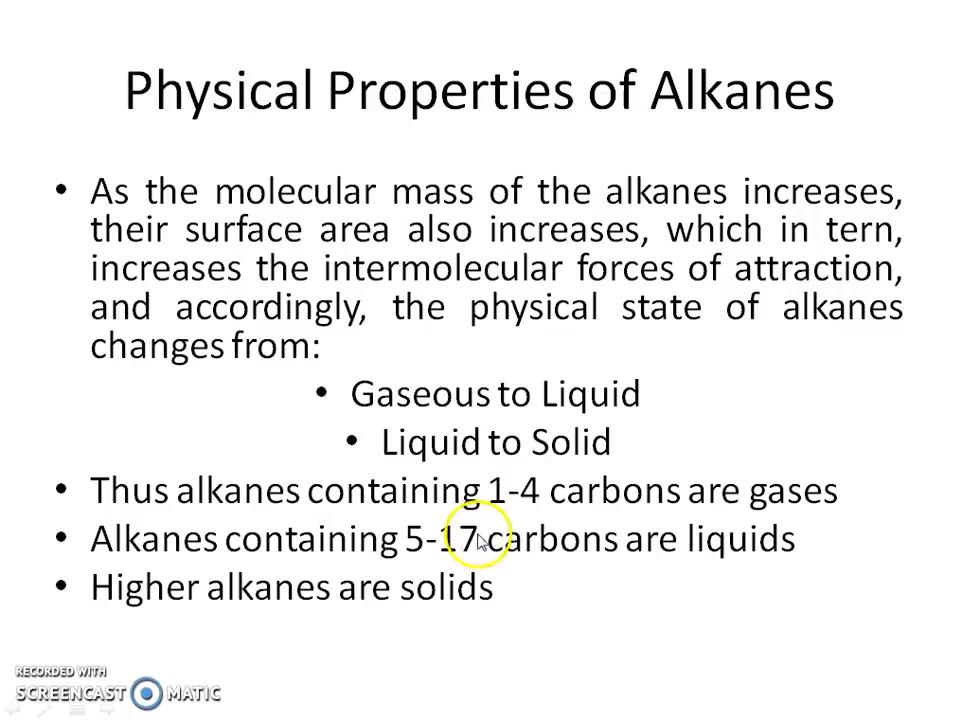 Physical Properties of Alkanes
• As the molecular mass of the alkanes increases,
their surface area also increases, which in tern,
increases the intermolecular forces of attraction,
and accordingly, the physical state of alkanes
changes from:
• Gaseous to Liquid
• Liquid to Solid
• Thus alkanes containing 1-4 carbons are gases
• Alkanes containing 5-17 carbons are liquids
• Higher alkanes are solids
RECORDED WITH
SCREENCAST MATIC